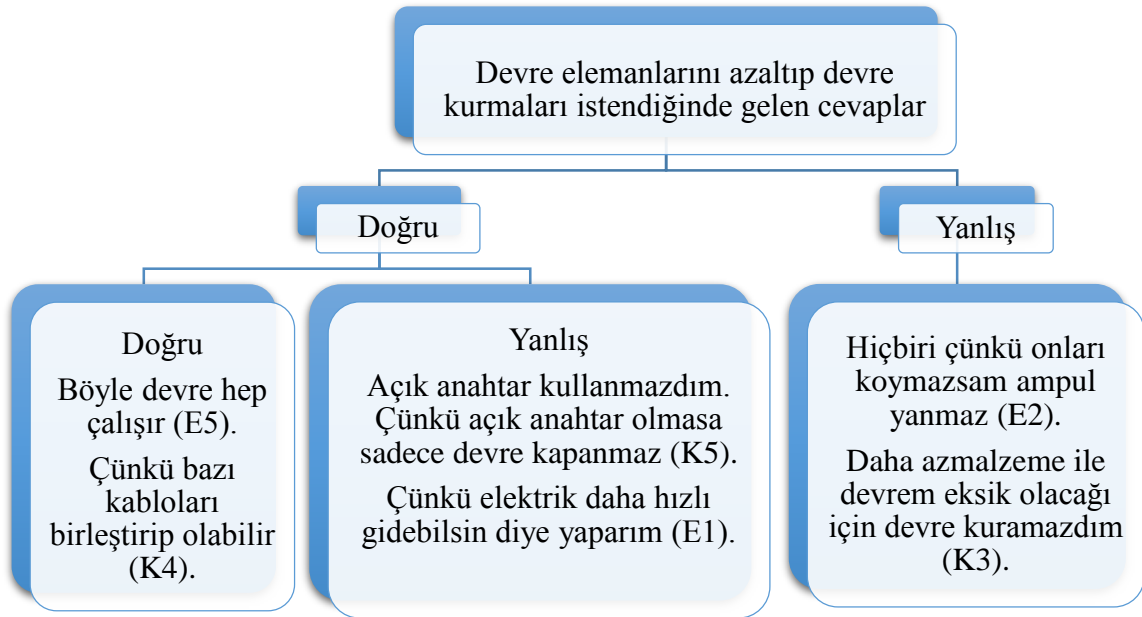 Devre elemanlarını azaltıp devre
kurmaları istendiğinde gelen cevaplar
Doğru
Yanlış
Doğru
Böyle devre hep
çalışır (E5).
Çünkü bazı
kabloları
birleştirip olabilir
(K4).
Yanlış
Açık anahtar kullanmazdım.
Çünkü açık anahtar olmasa
sadece devre kapanmaz (K5).
Çünkü elektrik daha hızlı
gidebilsin diye yaparım (E1).
Hiçbiri çünkü onları
koymazsam ampul
yanmaz (E2).
Daha azmalzeme ile
devrem eksik olacağı
için devre kuramazdım
(K3).